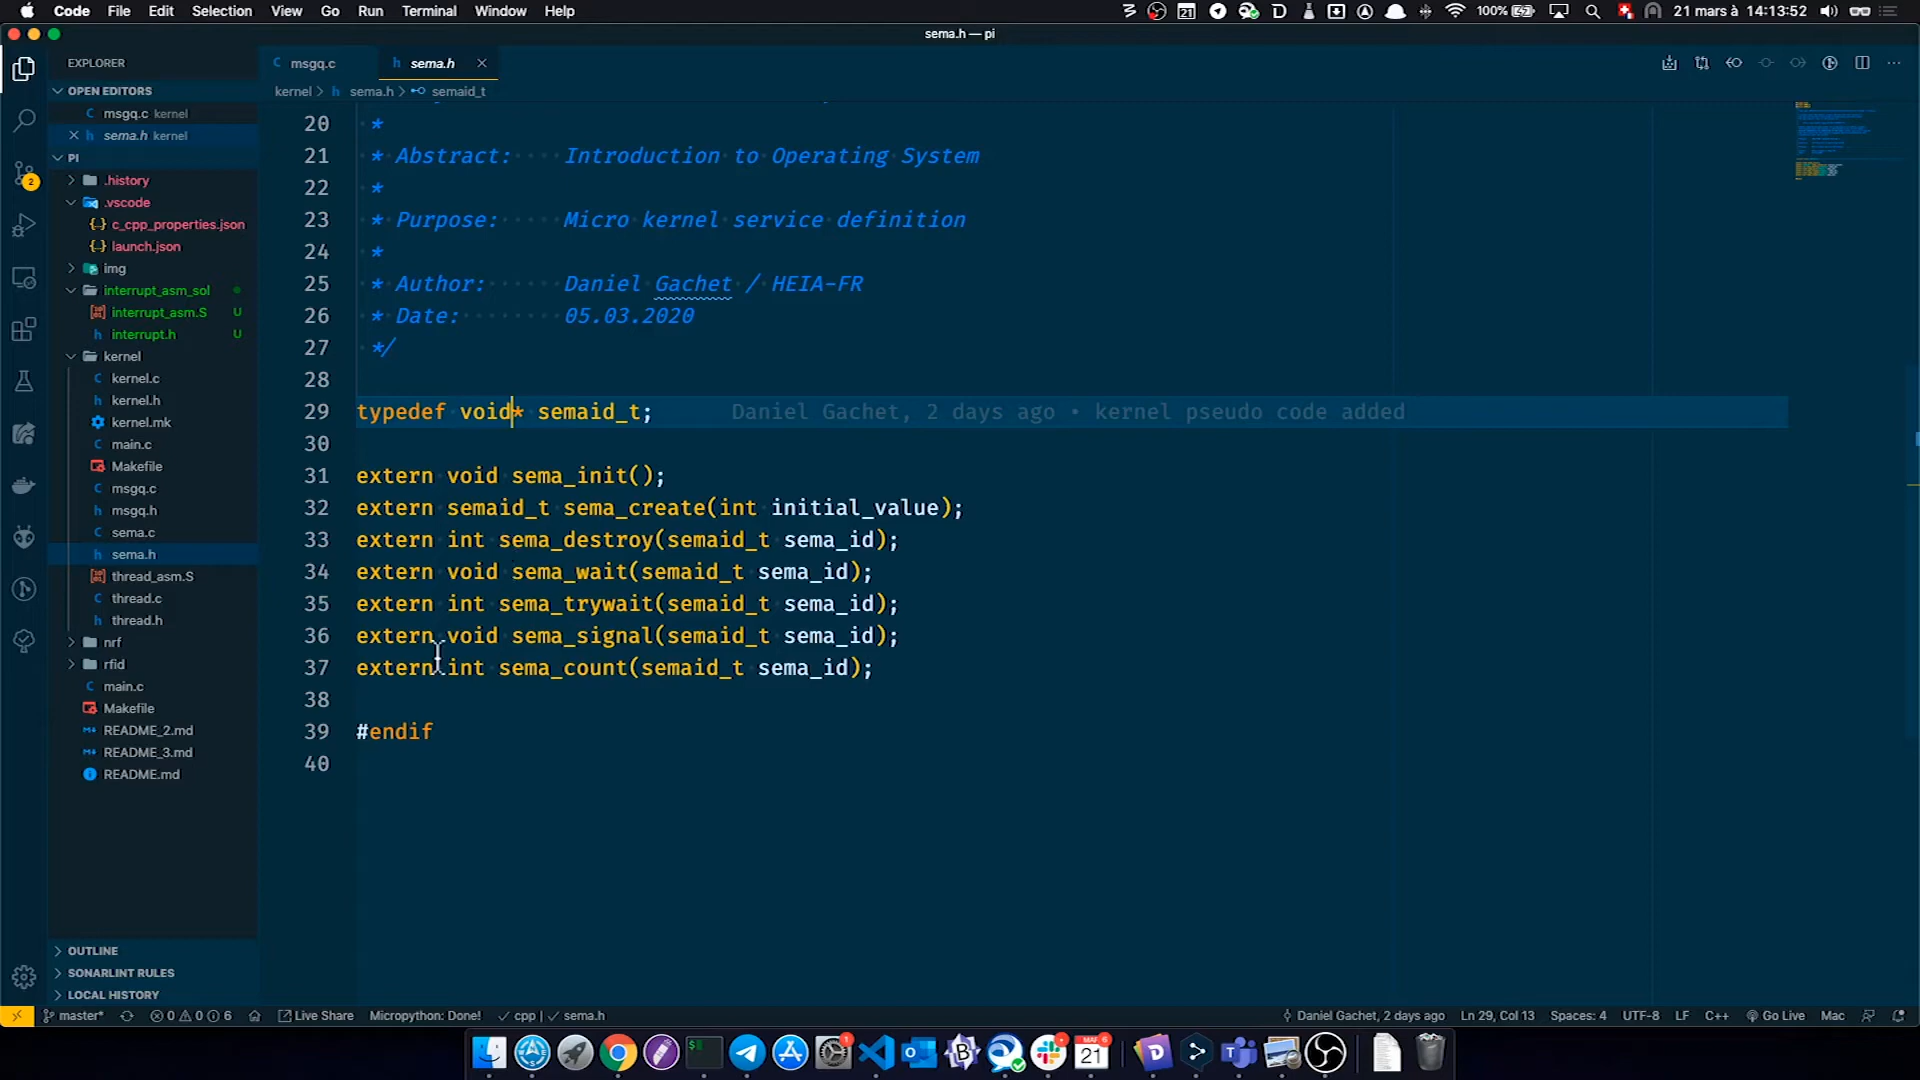 Code File Edit Selection View Go Run Terminal Window Help 100% 21 mars à 14:13:52
sema.h — pi
EXPLORER
OPEN EDITORS
msgq.c kernel
sema.h kernel
PI
.history
.vscode
c_cpp_properties.json
launch.json
img
interrupt_asm_sol
interrupt_asm.S U
interrupt.h U
kernel
kernel.c
kernel.h
kernel.mk
main.c
Makefile
msgq.c
msgq.h
sema.c
sema.h
thread_asm.S
thread.c
thread.h
nrf
rfid
main.c
Makefile
README_2.md
README_3.md
README.md
OUTLINE
SONARLINT RULES
LOCAL HISTORY
msgq.c sema.h
kernel > sema.h > semaid_t
20 *
21 * Abstract: Introduction to Operating System
22 *
23 * Purpose: Micro kernel service definition
24 *
25 * Author: Daniel Gachet / HEIA-FR
26 * Date: 05.03.2020
27 */
28
29 typedef void* semaid_t; Daniel Gachet, 2 days ago • kernel pseudo code added
30
31 extern void sema_init();
32 extern semaid_t sema_create(int initial_value);
33 extern int sema_destroy(semaid_t sema_id);
34 extern void sema_wait(semaid_t sema_id);
35 extern int sema_trywait(semaid_t sema_id);
36 extern void sema_signal(semaid_t sema_id);
37 extern int sema_count(semaid_t sema_id);
38
39 #endif
40
master* 0 0 6 Live Share Micropython: Done! cpp | sema.h Daniel Gachet, 2 days ago Ln 29, Col 13 Spaces: 4 UTF-8 LF C++ Go Live Mac